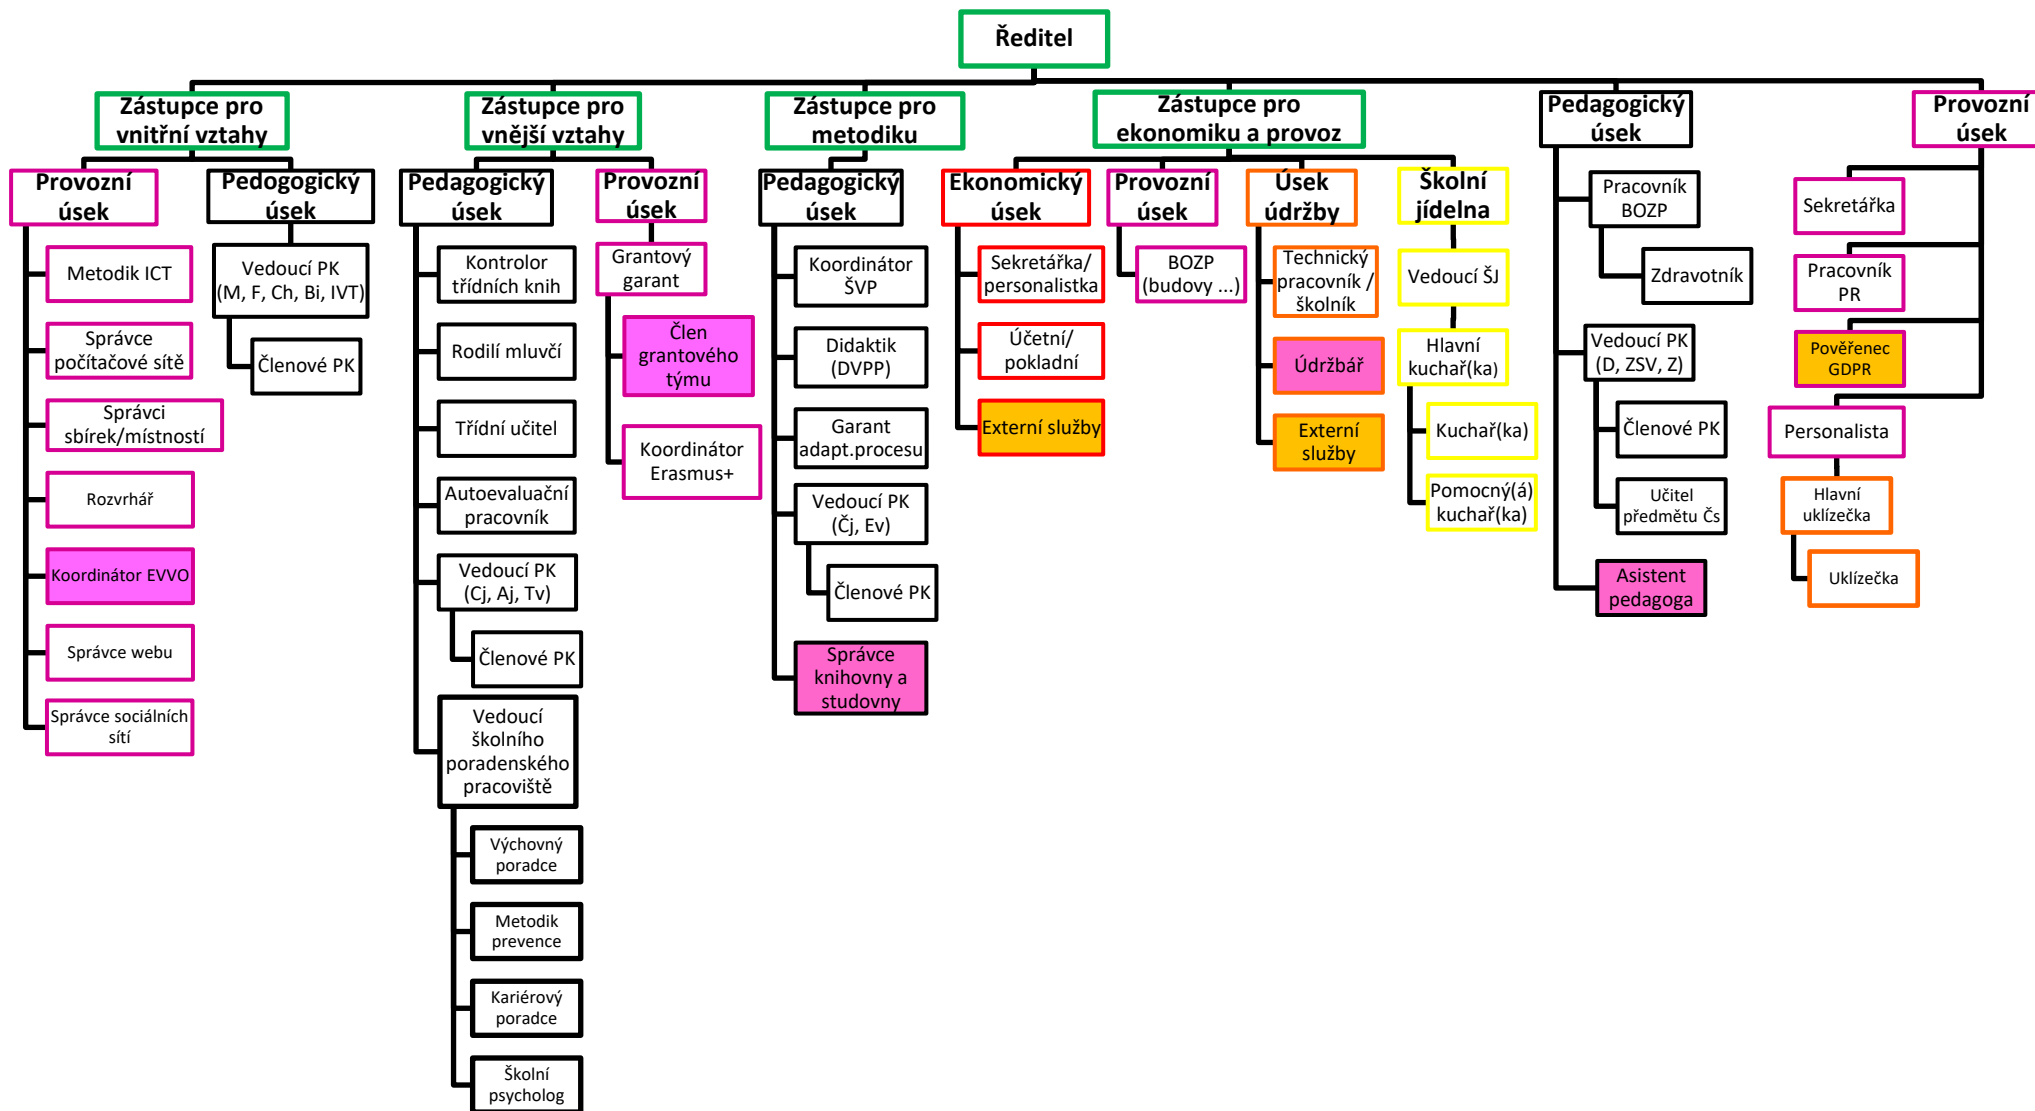 Ředitel
Zástupce pro
vnitřní vztahy
Zástupce pro
vnější vztahy
Zástupce pro
metodiku
Zástupce pro
ekonomiku a provoz
Pedagogický
úsek
Provozní
úsek
Provozní
úsek
Metodik ICT
Správce
počítačové sítě
Správci
sbírek/místností
Rozvrhář
Koordinátor EVVO
Správce webu
Správce sociálních
sítí
Pedogogický
úsek
Vedoucí PK
(M, F, Ch, Bi, IVT)
Členové PK
Pedagogický
úsek
Kontrolor
třídních knih
Rodilí mluvčí
Třídní učitel
Autoevaluační
pracovník
Vedoucí PK
(Cj, Aj, Tv)
Členové PK
Vedoucí
školního
poradenského
pracoviště
Výchovný
poradce
Metodik
prevence
Kariérový
poradce
Školní
psycholog
Provozní
úsek
Grantový
garant
Člen
grantového
týmu
Koordinátor
Erasmus+
Pedagogický
úsek
Koordinátor
ŠVP
Didaktik
(DVPP)
Garant
adapt.procesu
Vedoucí PK
(Čj, Ev)
Členové PK
Správce
knihovny a
studovny
Ekonomický
úsek
Sekretářka/
personalistka
Účetní/
pokladní
Externí služby
Provozní
úsek
BOZP
(budovy ...)
Úsek
údržby
Technický
pracovník /
školník
Údržbář
Externí
služby
Školní
jídelna
Vedoucí ŠJ
Hlavní
kuchař(ka)
Kuchař(ka)
Pomocný(á)
kuchař(ka)
Pracovník
BOZP
Zdravotník
Vedoucí PK
(D, ZSV, Z)
Členové PK
Učitel
předmětu Čs
Asistent
pedagoga
Sekretářka
Pracovník
PR
Pověřenec
GDPR
Personalista
Hlavní
uklízečka
Uklízečka